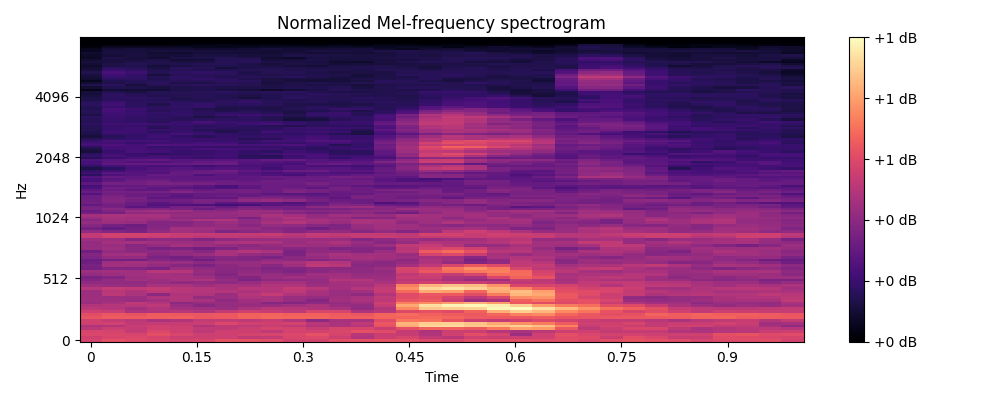 Normalized Mel-frequency spectrogram
+1 dB
+1 dB
+1 dB
+0 dB
+0 dB
+0 dB
4096
2048
1024
512
0
Hz
0
0.15
0.3
0.45
0.6
0.75
0.9
Time